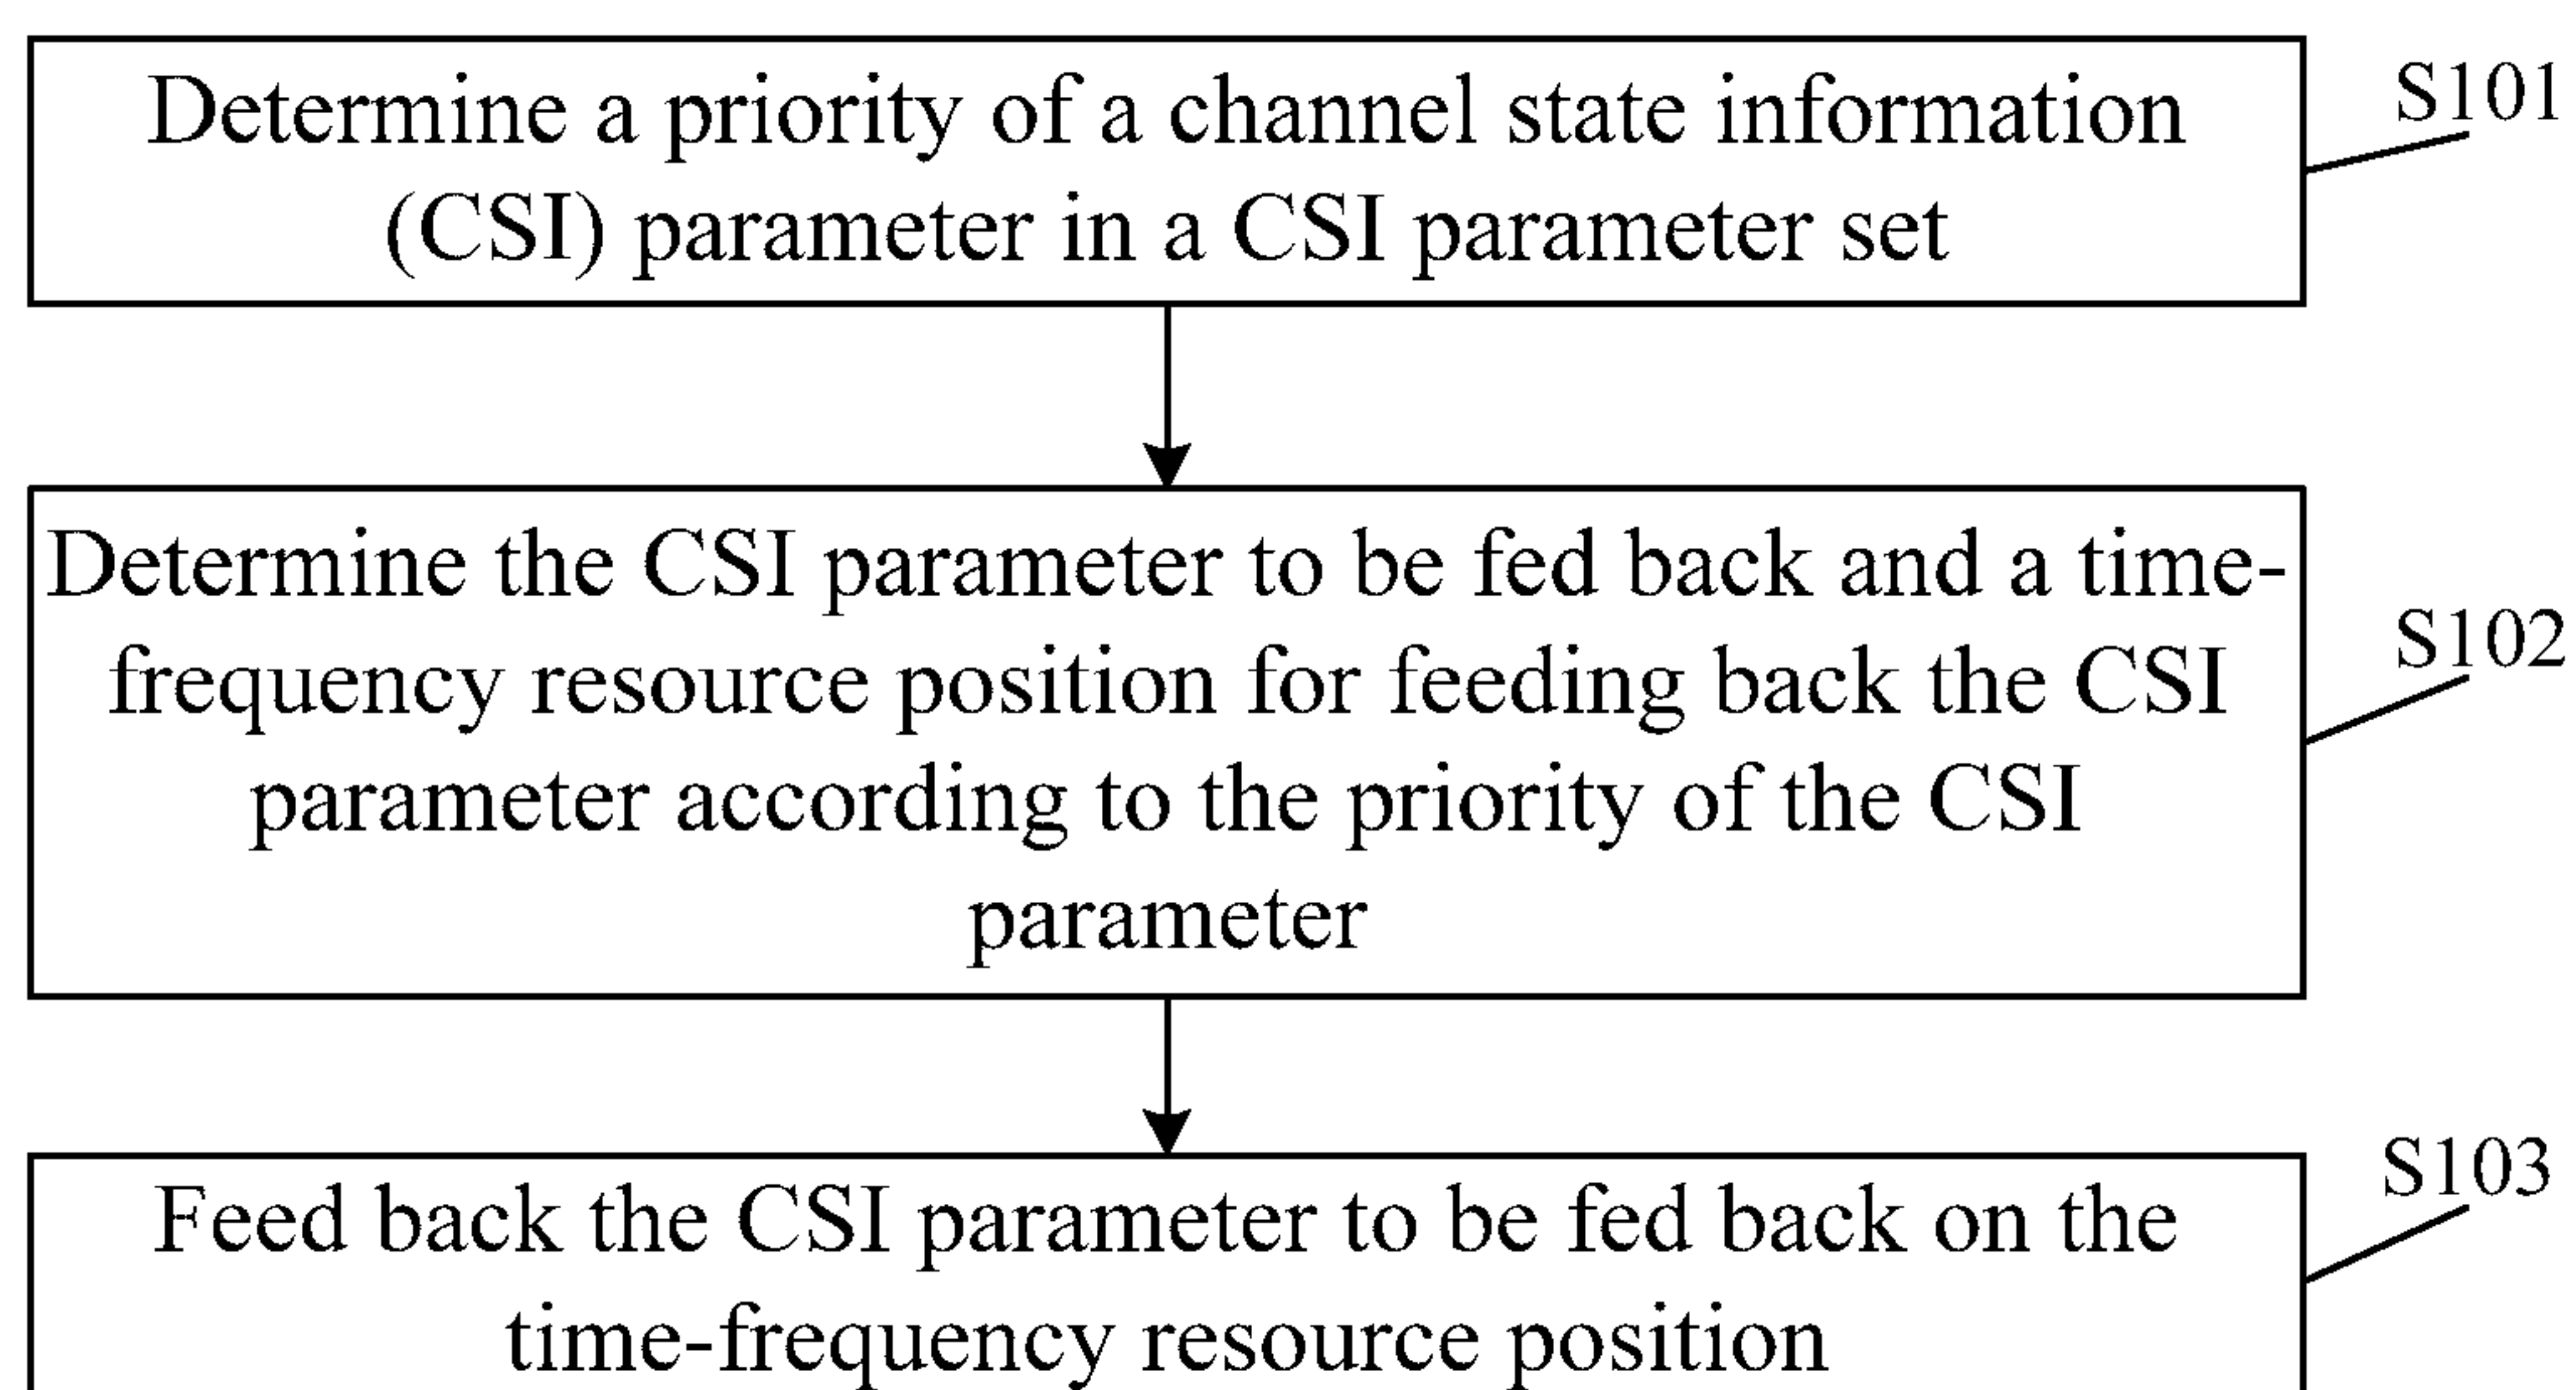 Determine a priority of a channel state information
(CSI) parameter in a CSI parameter set
S101
Determine the CSI parameter to be fed back and a time-
frequency resource position for feeding back the CSI
parameter according to the priority of the CSI
parameter
S102
Feed back the CSI parameter to be fed back on the
time-frequency resource position
S103